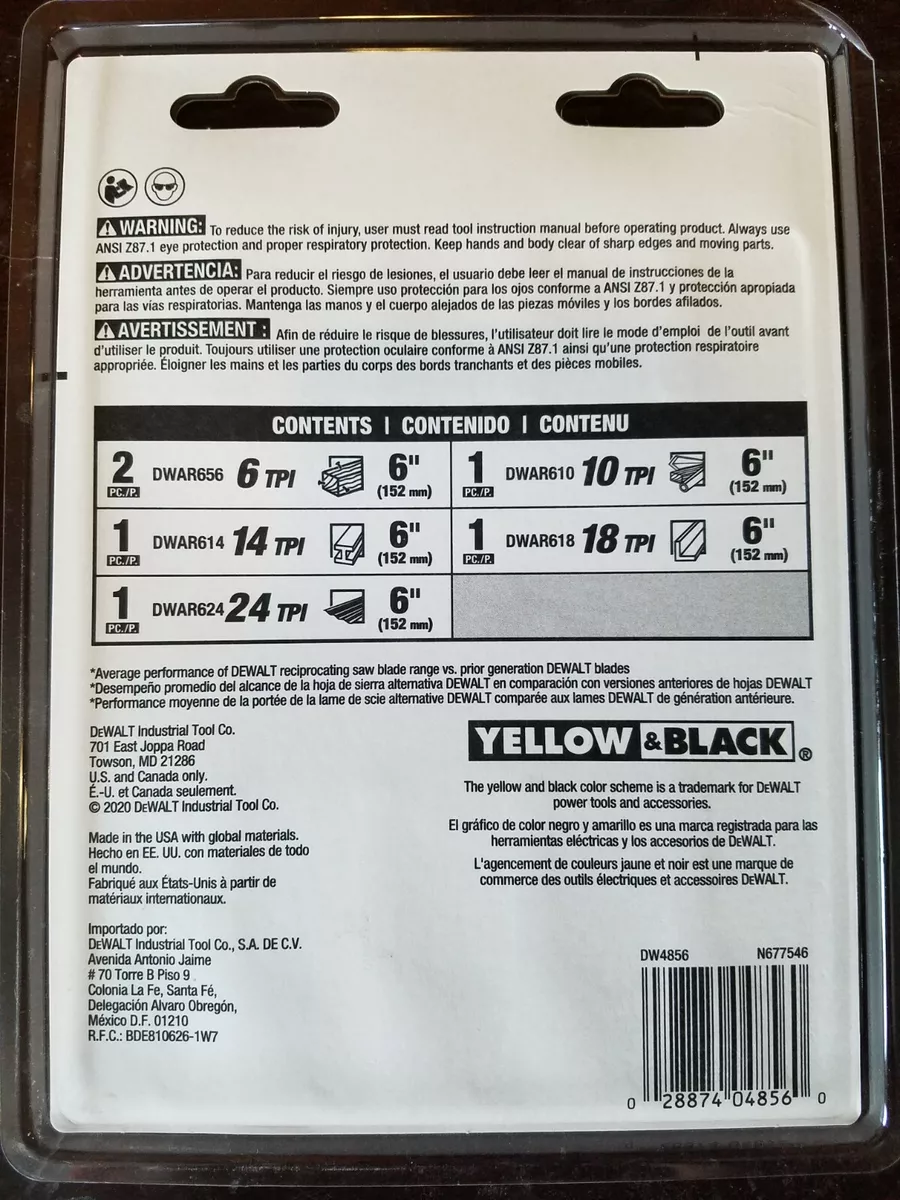 WARNING: To reduce the risk of injury, user must read tool instruction manual before operating product. Always use
ANSI Z87.1 eye protection and proper respiratory protection. Keep hands and body clear of sharp edges and moving parts.
ADVERTENCIA: Para reducir el riesgo de lesiones, el usuario debe leer el manual de instrucciones de la
herramienta antes de operar el producto. Siempre uso protección para los ojos conforme a ANSI Z87.1 y protección apropiada
para las vías respiratorias. Mantenga las manos y el cuerpo alejados de las piezas móviles y los bordes afilados.
AVERTISSEMENT : Afin de réduire le risque de blessures, l'utilisateur doit lire le mode d'emploi de l'outil avant
d'utiliser le produit. Toujours utiliser une protection oculaire conforme à ANSI Z87.1 ainsi qu'une protection respiratoire
appropriée. Éloigner les mains et les parties du corps des bords tranchants et des pièces mobiles.
CONTENTS | CONTENIDO | CONTENU
2 PC./P. DWAR656 6 TPI 6" (152 mm)
1 PC./P. DWAR610 10 TPI 6" (152 mm)
1 PC./P. DWAR614 14 TPI 6" (152 mm)
1 PC./P. DWAR618 18 TPI 6" (152 mm)
1 PC./P. DWAR624 24 TPI 6" (152 mm)
*Average performance of DEWALT reciprocating saw blade range vs. prior generation DEWALT blades
*Desempeño promedio del alcance de la hoja de sierra alternativa DEWALT en comparación con versiones anteriores de hojas DEWALT
*Performance moyenne de la portée de la lame de scie alternative DEWALT comparée aux lames DEWALT de génération antérieure.
DEWALT Industrial Tool Co.
701 East Joppa Road
Towson, MD 21286
U.S. and Canada only.
É.-U. et Canada seulement.
© 2020 DEWALT Industrial Tool Co.
Made in the USA with global materials.
Hecho en EE. UU. con materiales de todo
el mundo.
Fabriqué aux États-Unis à partir de
matériaux internationaux.
Importado por:
DEWALT Industrial Tool Co., S.A. DE C.V.
Avenida Antonio Jaime
# 70 Torre B Piso 9
Colonia La Fe, Santa Fé,
Delegación Alvaro Obregón,
México D.F. 01210
R.F.C.: BDE810626-1W7
YELLOW & BLACK ®
The yellow and black color scheme is a trademark for DEWALT
power tools and accessories.
El gráfico de color negro y amarillo es una marca registrada para las
herramientas eléctricas y los accesorios de DEWALT.
L'agencement de couleurs jaune et noir est une marque de
commerce des outils électriques et accessoires DEWALT.
DW4856 N677546
0 28874 04856 0